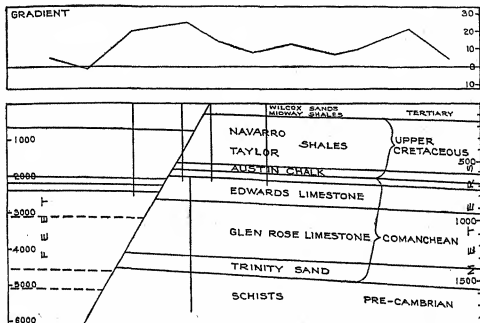 GRADIENT
30
20
10
0
10
WILCOX SANDS
MIDWAY SHALES
TERTIARY
1000
NAVARRO
TAYLOR
SHALES
UPPER
CRETACEOUS
500
AUSTIN CHALK
2000
EDWARDS LIMESTONE
3000
1000
GLEN ROSE LIMESTONE
COMANCHEAN
4000
TRINITY SAND
1500
5000
SCHISTS
PRE-CAMBRIAN
6000
FEET
METERS